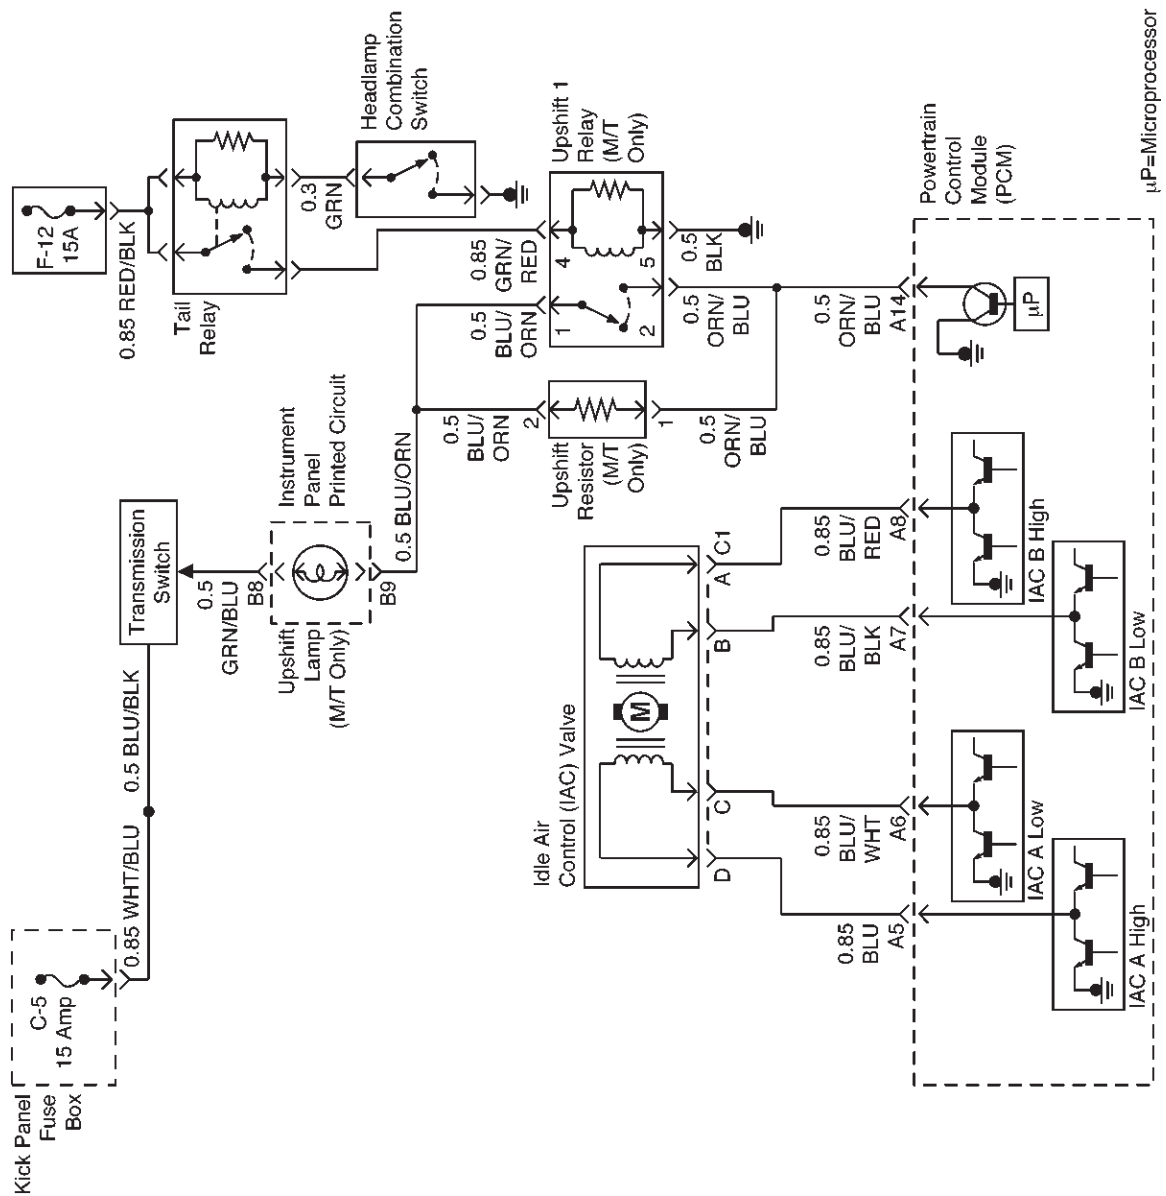 Kick Panel
Fuse
Box
C-5
15 Amp
0.85 WHT/BLU
0.5 BLU/BLK
Transmission
Switch
0.5
GRN/BLU
B8
Upshift
Lamp
(M/T Only)
Instrument
Panel
Printed Circuit
B9
0.5 BLU/ORN
F-12
15A
0.85 RED/BLK
Tail
Relay
0.3
GRN
Headlamp
Combination
Switch
0.85
GRN/
RED
0.5
BLU/
ORN
Upshift 1
Relay
(M/T
Only)
1
4
2
5
0.5
BLK
0.5
ORN/
BLU
0.5
BLU/
ORN
2
Upshift
Resistor
(M/T
Only)
1
0.5
ORN/
BLU
0.5
ORN/
BLU
A14
Powertrain
Control
Module
(PCM)
µP
Idle Air
Control (IAC) Valve
M
D
C
B
A
C1
0.85
BLU
A5
0.85
BLU/
WHT
A6
0.85
BLU/
BLK
A7
0.85
BLU/
RED
A8
IAC A High
IAC A Low
IAC B Low
IAC B High
µP=Microprocessor